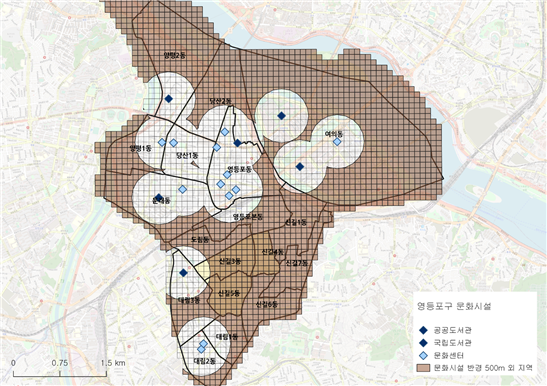 양평2동
당산2동
여의동
양평1동
당산1동
영등포동
문래동
영등포본동
신길1동
도림동
신길3동
신길4동
신길7동
대림3동
신길5동
신길6동
대림1동
대림2동
영등포구 문화시설
공공도서관
국립도서관
문화센터
문화시설 반경 500m 외 지역
0 0.75 1.5 km